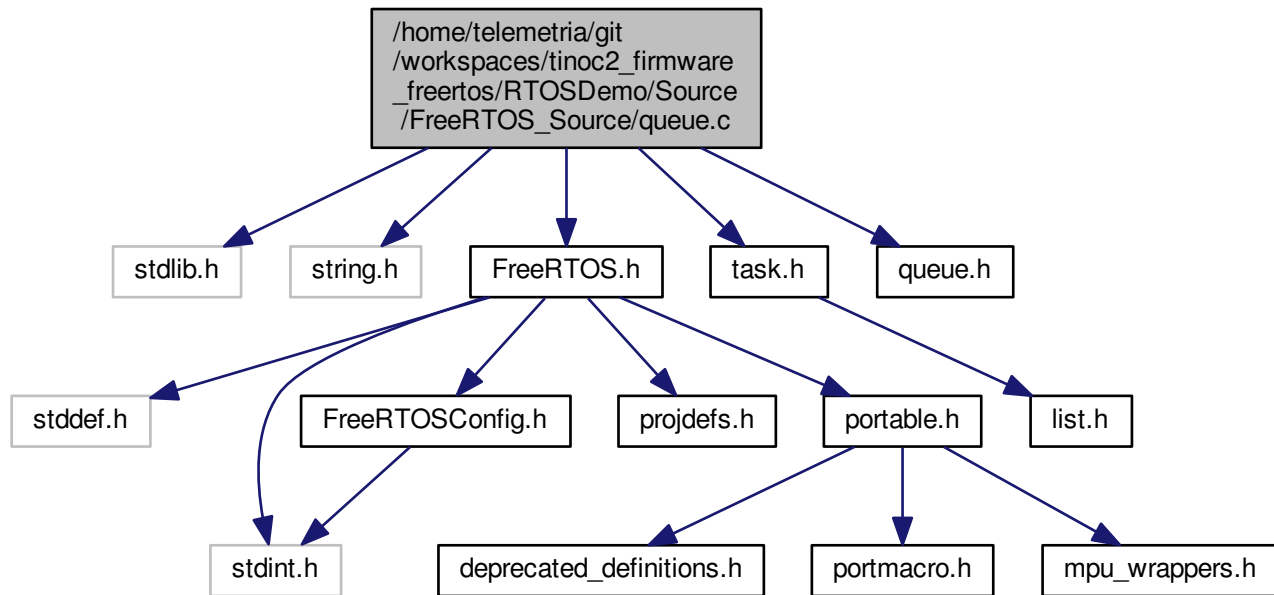 /home/telemetria/git
/workspaces/tinoc2_firmware
_freertos/RTOSDemo/Source
/FreeRTOS_Source/queue.c
stdlib.h
string.h
FreeRTOS.h
task.h
queue.h
stddef.h
FreeRTOSConfig.h
projdefs.h
portable.h
list.h
stdint.h
deprecated_definitions.h
portmacro.h
mpu_wrappers.h